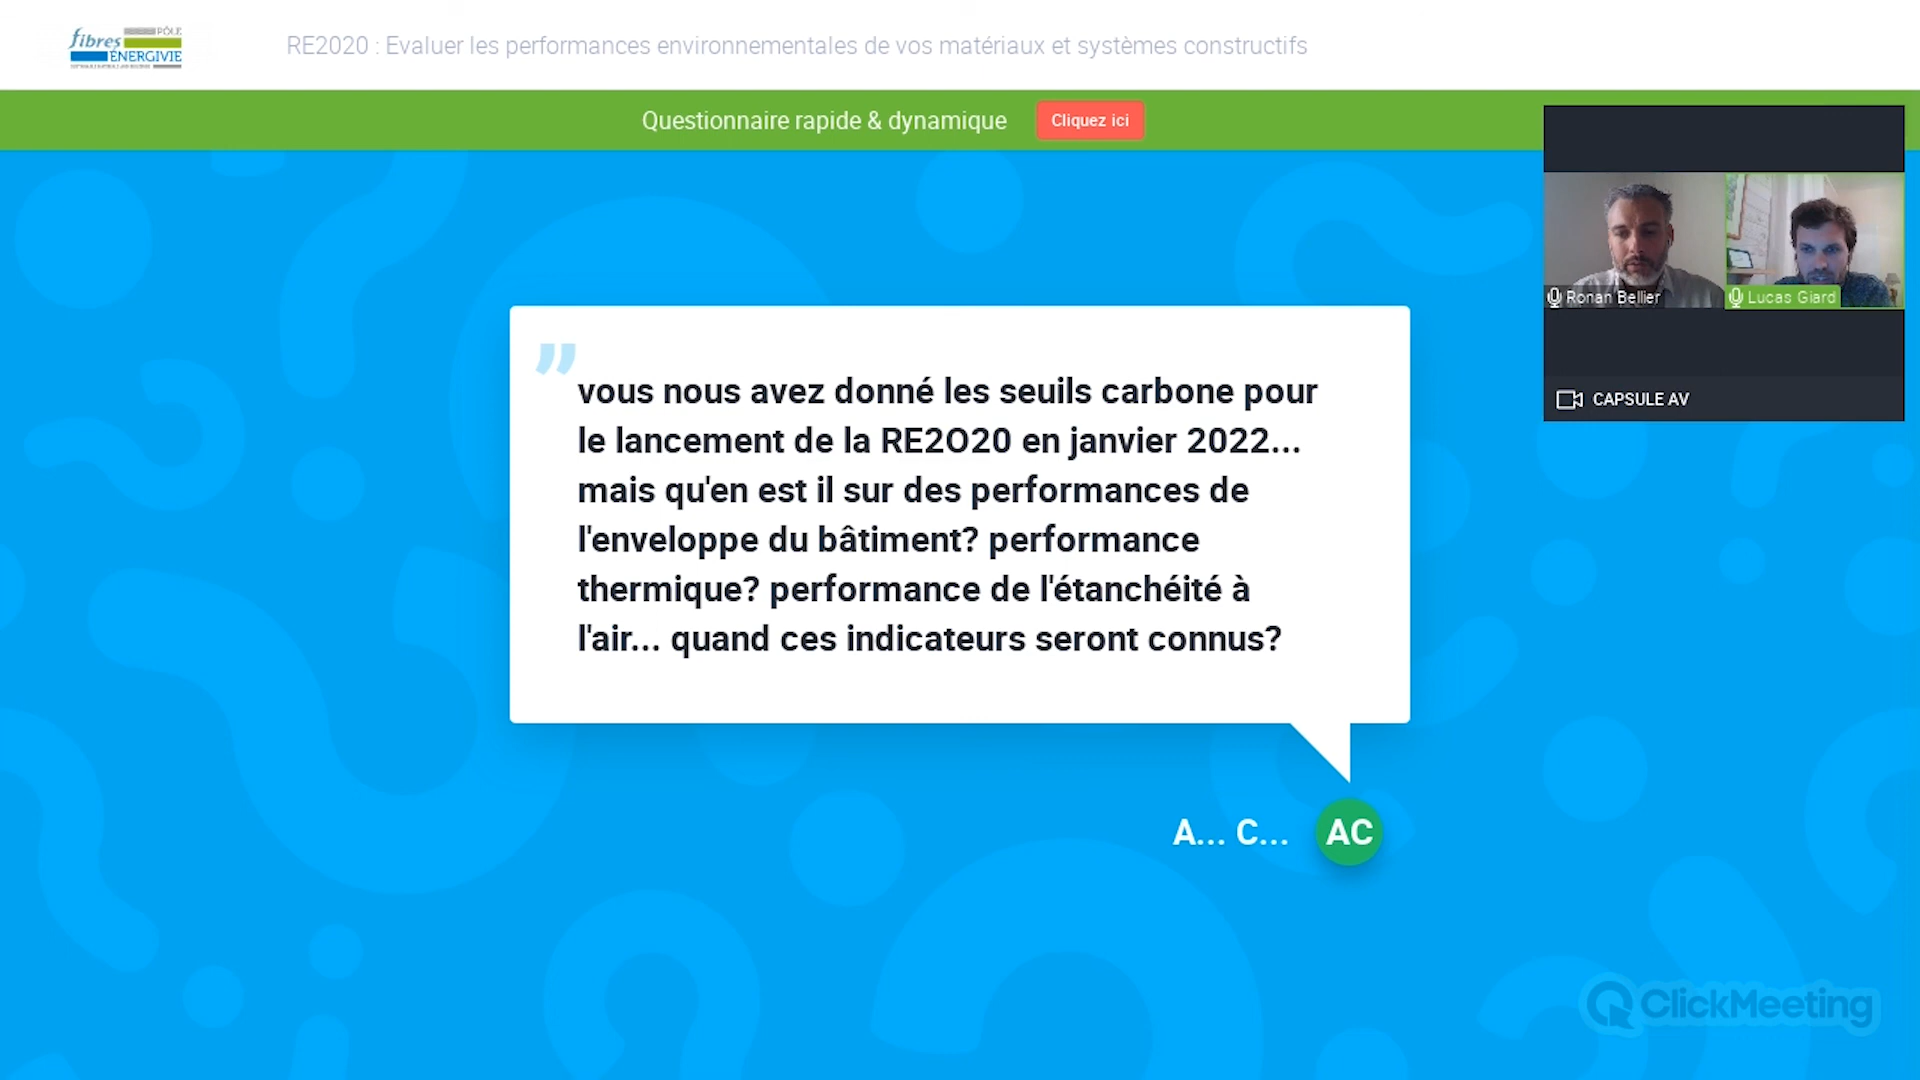 fibres
PÔLE
ÉNERGIVIE
RE2020 : Evaluer les performances environnementales de vos matériaux et systèmes constructifs
Questionnaire rapide & dynamique
Cliquez ici
Ronan Bellier
Lucas Giard
CAPSULE AV
”
vous nous avez donné les seuils carbone pour
le lancement de la RE2O20 en janvier 2022...
mais qu'en est il sur des performances de
l'enveloppe du bâtiment? performance
thermique? performance de l'étanchéité à
l'air... quand ces indicateurs seront connus?
A... C...
AC
ClickMeeting